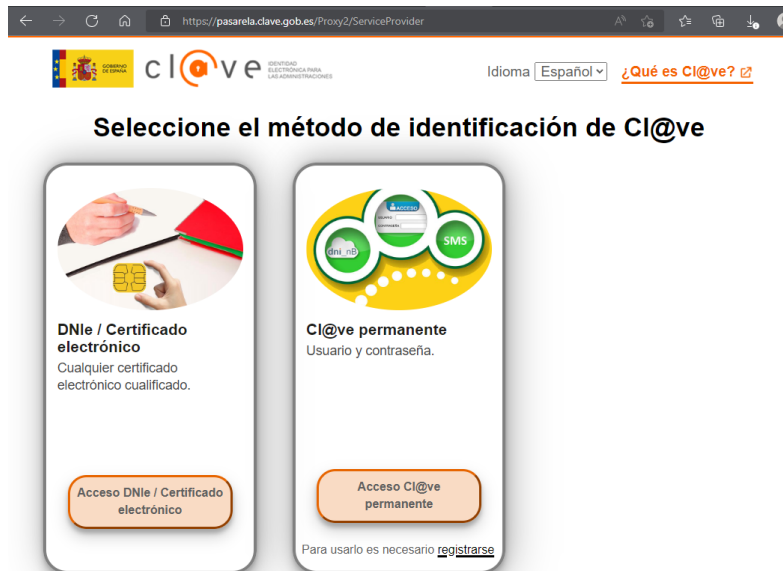 https://pasarela.clave.gob.es/Proxy2/ServiceProvider
GOBIERNO
DE ESPAÑA
cl@ve
IDENTIDAD
ELECTRÓNICA PARA
LAS ADMINISTRACIONES
Idioma Español ¿Qué es Cl@ve?
Seleccione el método de identificación de Cl@ve
ACCESO
dni_nB
SMS
DNIe / Certificado
electrónico
Cualquier certificado
electrónico cualificado.
Acceso DNIe / Certificado
electrónico
Cl@ve permanente
Usuario y contraseña.
Acceso Cl@ve
permanente
Para usarlo es necesario registrarse